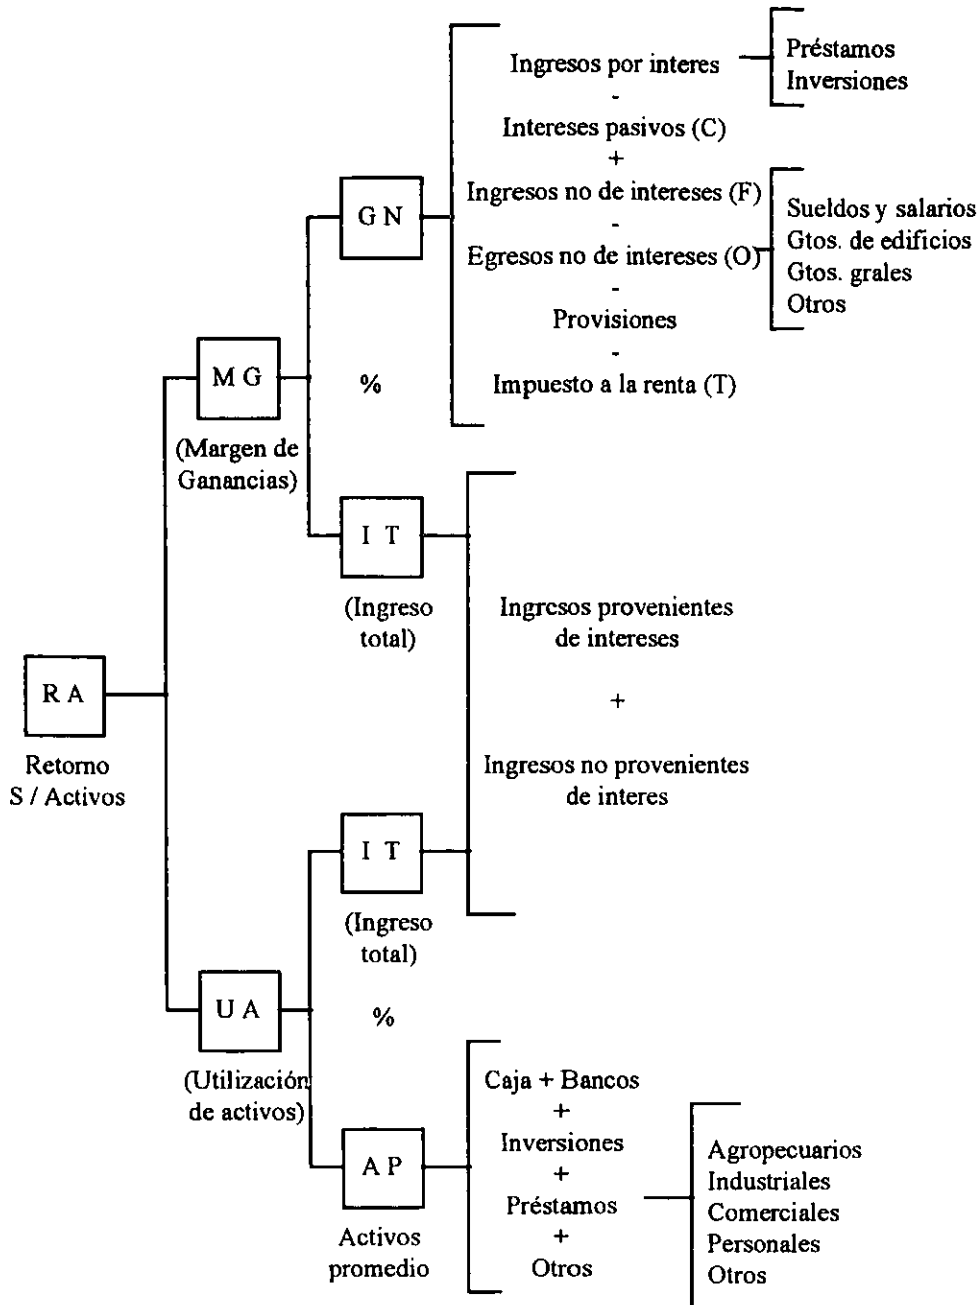 Ingresos por interes
-
Intereses pasivos (C)
+
Ingresos no de intereses (F)
-
Egresos no de intereses (O)
-
Provisiones
-
Impuesto a la renta (T)
Préstamos
Inversiones
Sueldos y salarios
Gtos. de edificios
Gtos. grales
Otros
G N
M G
(Margen de
Ganancias)
%
I T
(Ingreso
total)
Ingresos provenientes
de intereses
+
Ingresos no provenientes
de interes
R A
Retorno
S / Activos
I T
(Ingreso
total)
U A
(Utilización
de activos)
%
A P
Activos
promedio
Caja + Bancos
+
Inversiones
+
Préstamos
+
Otros
Agropecuarios
Industriales
Comerciales
Personales
Otros